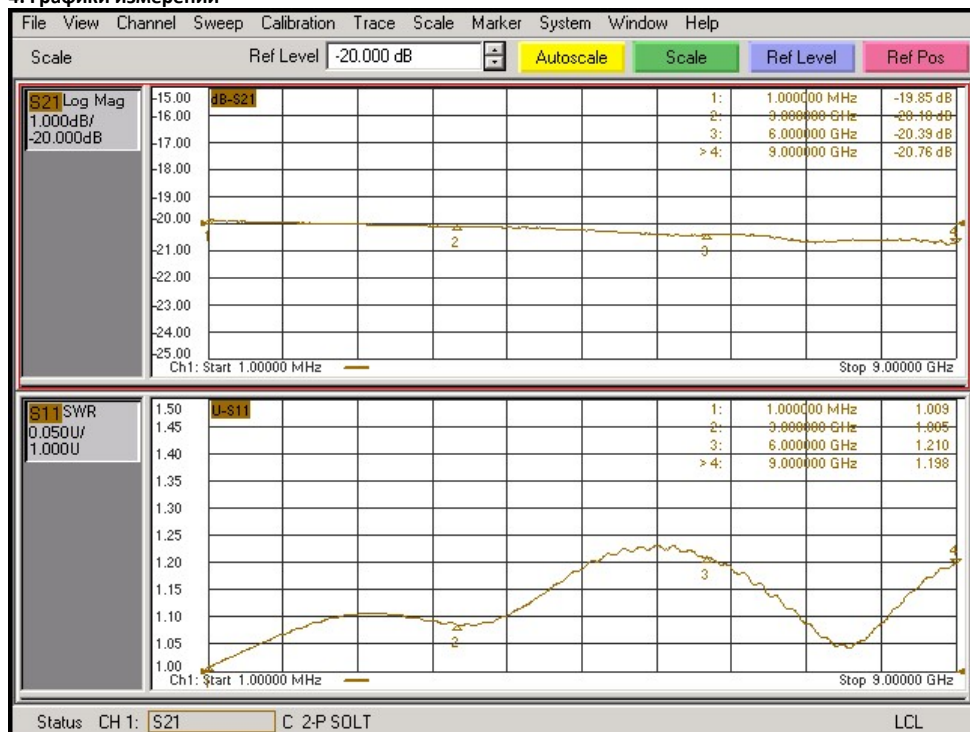 4. Графики измерений
File View Channel Sweep Calibration Trace Scale Marker System Window Help
Scale Ref Level -20.000 dB Autoscale Scale Ref Level Ref Pos
S21 Log Mag
1.000dB/
-20.000dB
dB-S21
-15.00
-16.00
-17.00
-18.00
-19.00
-20.00
-21.00
-22.00
-23.00
-24.00
-25.00
1: 1.000000 MHz -19.85 dB
2: GHz dB
3: 6.000000 GHz -20.39 dB
> 4: 9.000000 GHz -20.76 dB
1
2
3
4
Ch1: Start 1.00000 MHz
Stop 9.00000 GHz
S11 SWR
0.050U/
1.000U
U-S11
1.50
1.45
1.40
1.35
1.30
1.25
1.20
1.15
1.10
1.05
1.00
1: 1.000000 MHz 1.009
2: GHz
3: 6.000000 GHz 1.210
> 4: 9.000000 GHz 1.198
2
3
4
Ch1: Start 1.00000 MHz
Stop 9.00000 GHz
Status CH 1: S21 C 2-P SOLT LCL